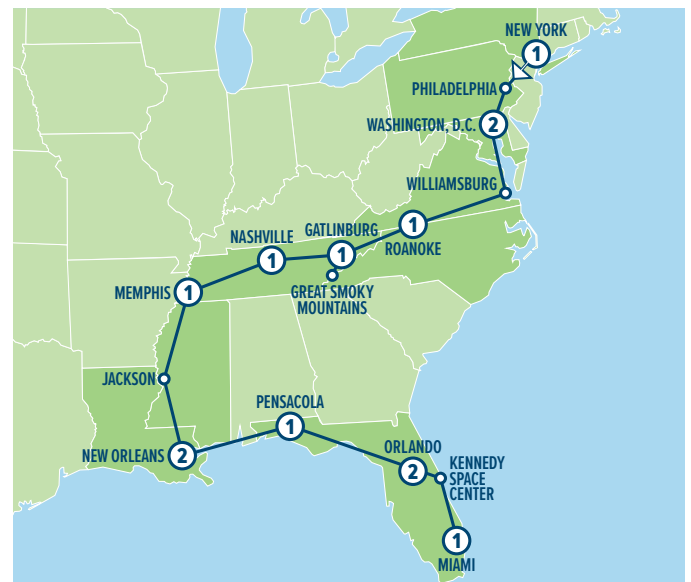 NEW YORK
1
PHILADELPHIA
WASHINGTON, D.C.
2
WILLIAMSBURG
GATLINBURG
1
ROANOKE
1
NASHVILLE
1
GREAT SMOKY
MOUNTAINS
MEMPHIS
1
JACKSON
PENSACOLA
1
NEW ORLEANS
2
ORLANDO
2
KENNEDY
SPACE
CENTER
1
MIAMI